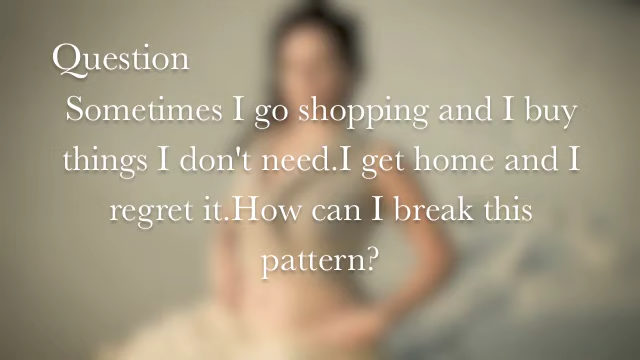 Question
Sometimes I go shopping and I buy
things I don't need.I get home and I
regret it.How can I break this
pattern?